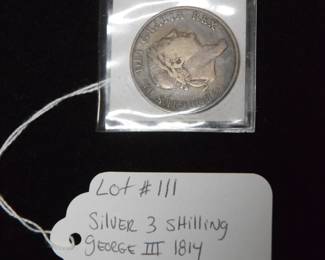 Lot #111
SILVER 3 SHILLING
GEORGE III 1814